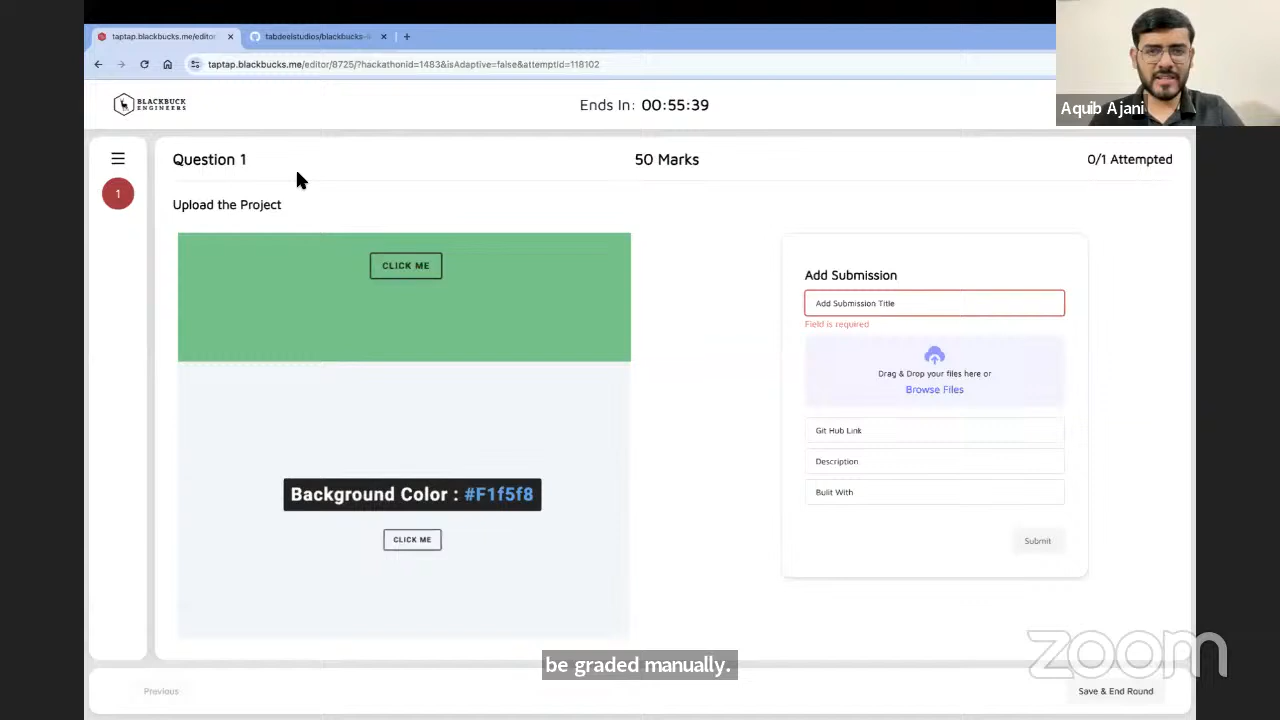 taptap.blackbucks.me/editor
tabdeelstudios/blackbucks-
taptap.blackbucks.me/editor/8725/?hackathonid=1483&isAdaptive=false&attemptid=118102
Aquib Ajani
BLACKBUCK
ENGINEERS
Ends In: 00:55:39
Question 1
50 Marks
0/1 Attempted
1
Upload the Project
CLICK ME
Background Color : #F1f5f8
CLICK ME
Add Submission
Add Submission Title
Field is required
Drag & Drop your files here or
Browse Files
Git Hub Link
Description
Bulit With
Submit
be graded manually.
zoom
Previous
Save & End Round